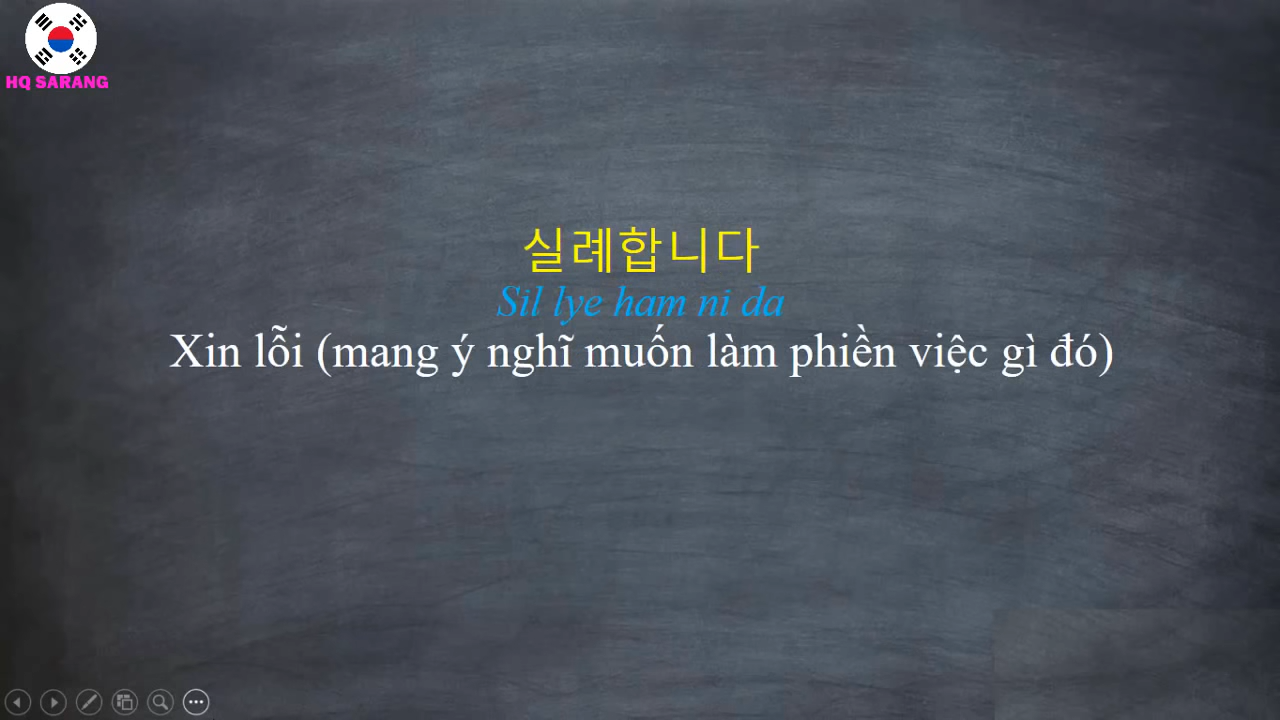 HQ SARANG
실례합니다
Sil lye ham ni da
Xin lỗi (mang ý nghĩ muốn làm phiền việc gì đó)